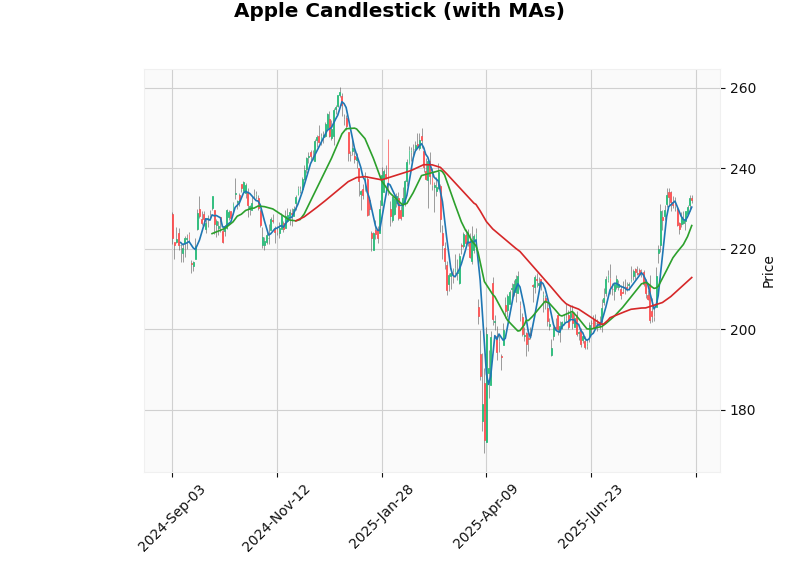 Apple Candlestick (with MAs)
260
240
220
200
180
Price
2024-Sep-03
2024-Nov-12
2025-Jan-28
2025-Apr-09
2025-Jun-23